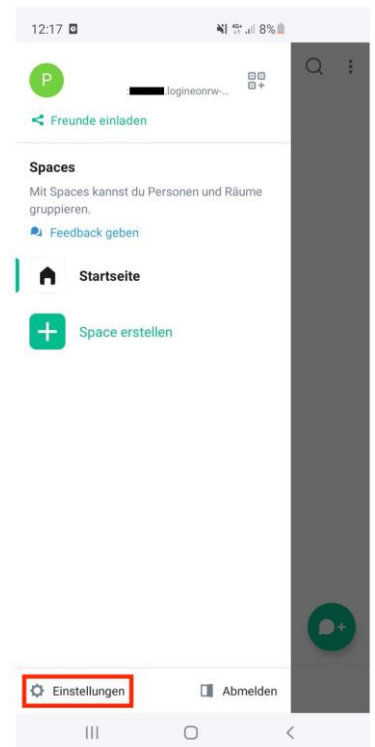 12:17 8%
P
.logineonrw-...
Freunde einladen
Spaces
Mit Spaces kannst du Personen und Räume
gruppieren.
Feedback geben
Startseite
Space erstellen
Einstellungen Abmelden